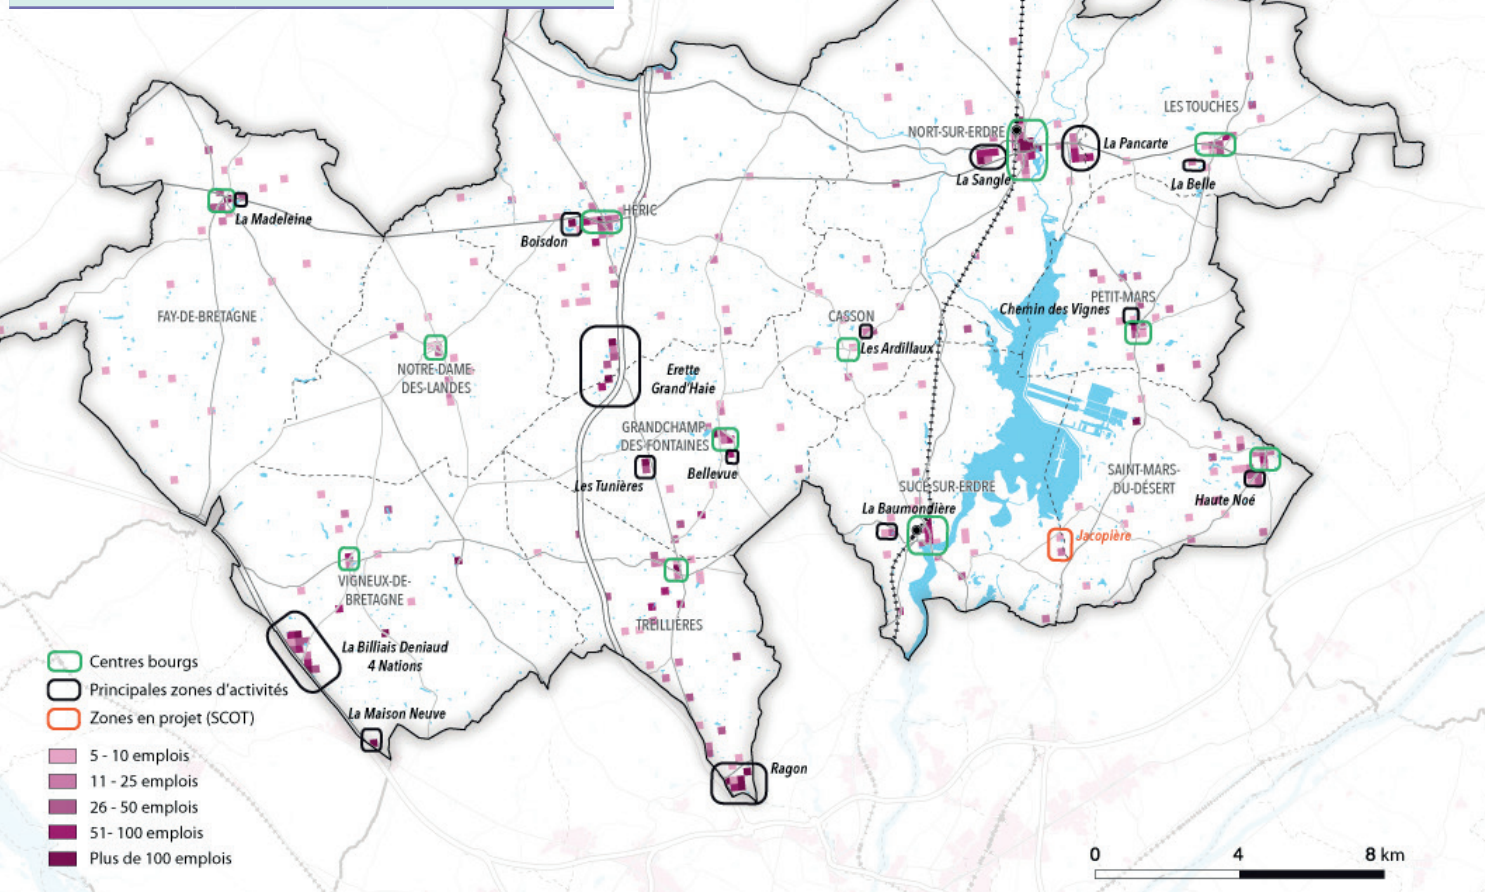 LES TOUCHES
NORT-SUR-ERDRE
La Pancarte
La Sangle
La Belle
La Madeleine
HÉRIC
Boisdon
FAY-DE-BRETAGNE
PETIT-MARS
Chemin des Vignes
CASSON
Les Ardillaux
NOTRE-DAME-
DES-LANDES
Erette
Grand'Haie
GRANDCHAMP-
DES-FONTAINES
Bellevue
Les Tunières
SAINT-MARS-
DU-DÉSERT
Haute Noé
SUCÉ-SUR-ERDRE
La Baumondière
Jacopière
VIGNEUX-DE-
BRETAGNE
TREILLIÈRES
La Billiais Deniaud
4 Nations
La Maison Neuve
Ragon
Centres bourgs
Principales zones d'activités
Zones en projet (SCOT)
5 - 10 emplois
11 - 25 emplois
26 - 50 emplois
51- 100 emplois
Plus de 100 emplois
0 4 8 km